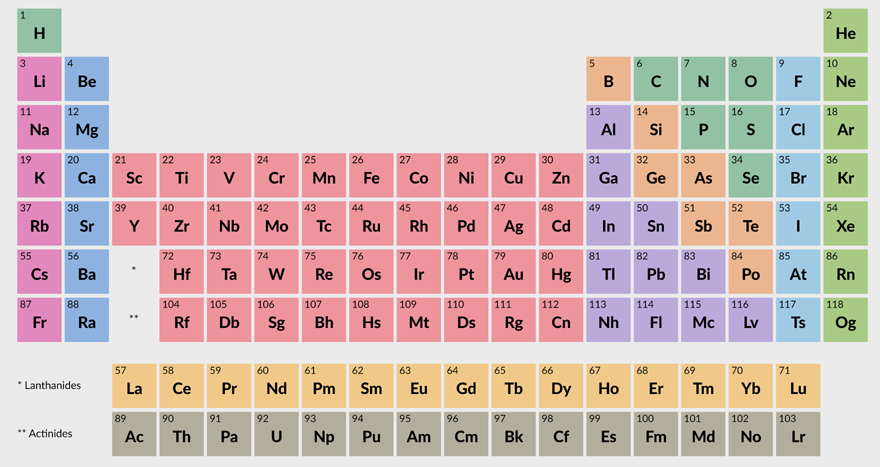 1 2
H He
3 4 5 6 7 8 9 10
Li Be B C N O F Ne
11 12 13 14 15 16 17 18
Na Mg Al Si P S Cl Ar
19 20 21 22 23 24 25 26 27 28 29 30 31 32 33 34 35 36
K Ca Sc Ti V Cr Mn Fe Co Ni Cu Zn Ga Ge As Se Br Kr
37 38 39 40 41 42 43 44 45 46 47 48 49 50 51 52 53 54
Rb Sr Y Zr Nb Mo Tc Ru Rh Pd Ag Cd In Sn Sb Te I Xe
55 56 72 73 74 75 76 77 78 79 80 81 82 83 84 85 86
Cs Ba * Hf Ta W Re Os Ir Pt Au Hg Tl Pb Bi Po At Rn
87 88 104 105 106 107 108 109 110 111 112 113 114 115 116 117 118
Fr Ra ** Rf Db Sg Bh Hs Mt Ds Rg Cn Nh Fl Mc Lv Ts Og
57 58 59 60 61 62 63 64 65 66 67 68 69 70 71
* Lanthanides La Ce Pr Nd Pm Sm Eu Gd Tb Dy Ho Er Tm Yb Lu
89 90 91 92 93 94 95 96 97 98 99 100 101 102 103
** Actinides Ac Th Pa U Np Pu Am Cm Bk Cf Es Fm Md No Lr